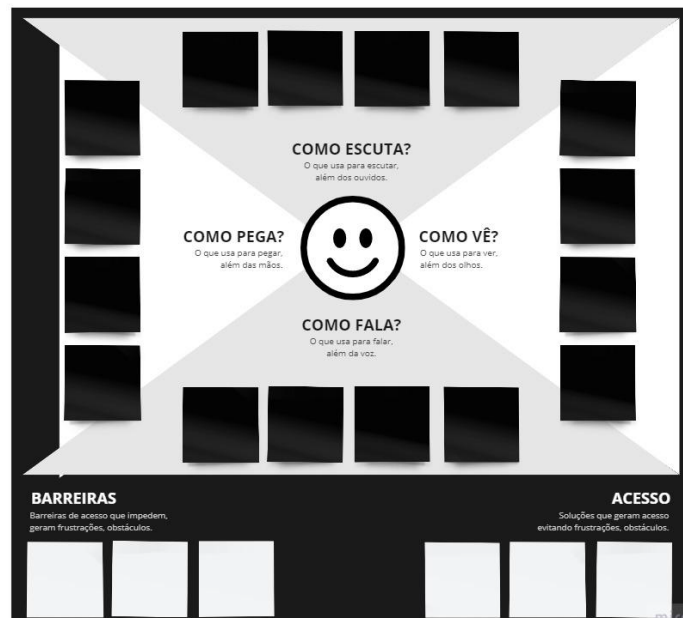 COMO ESCUTA?
O que usa para escutar,
além dos ouvidos.
COMO PEGA?
O que usa para pegar,
além das mãos.
COMO VÊ?
O que usa para ver,
além dos olhos.
COMO FALA?
O que usa para falar,
além da voz.
BARREIRAS
Barreiras de acesso que impedem,
geram frustrações, obstáculos.
ACESSO
Soluções que geram acesso
evitando frustrações, obstáculos.